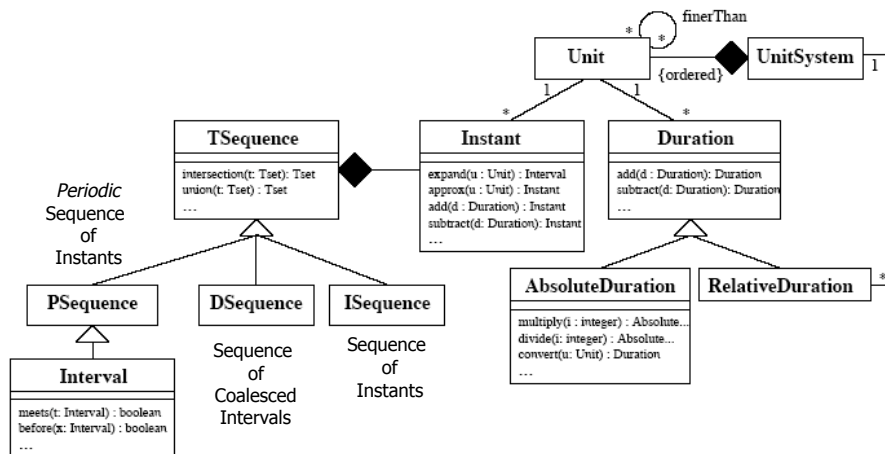 finerThan
*
*
Unit
{ordered}
UnitSystem
1
1
1
*
*
TSequence
intersection(t: Tset): Tset
union(t: Tset) : Tset
...
Instant
expand(u : Unit) : Interval
approx(u : Unit) : Instant
add(d : Duration) : Instant
subtract(d: Duration): Instant
...
Duration
add(d : Duration): Duration
subtract(d: Duration): Duration
...
Periodic
Sequence
of
Instants
PSequence
DSequence
ISequence
AbsoluteDuration
multiply(i : integer) : Absolute...
divide(i: integer) : Absolute...
convert(u: Unit) : Duration
...
RelativeDuration
*
Sequence
of
Coalesced
Intervals
Sequence
of
Instants
Interval
meets(t: Interval) : boolean
before(x: Interval) : boolean
...